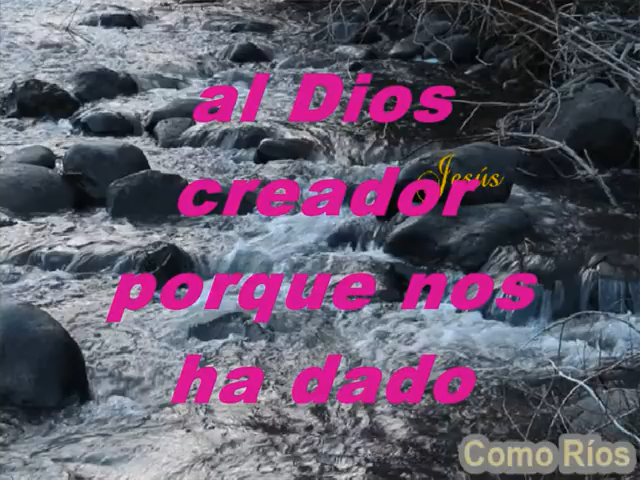 al Dios
Jesús
creador
porque nos
ha dado
Como Ríos